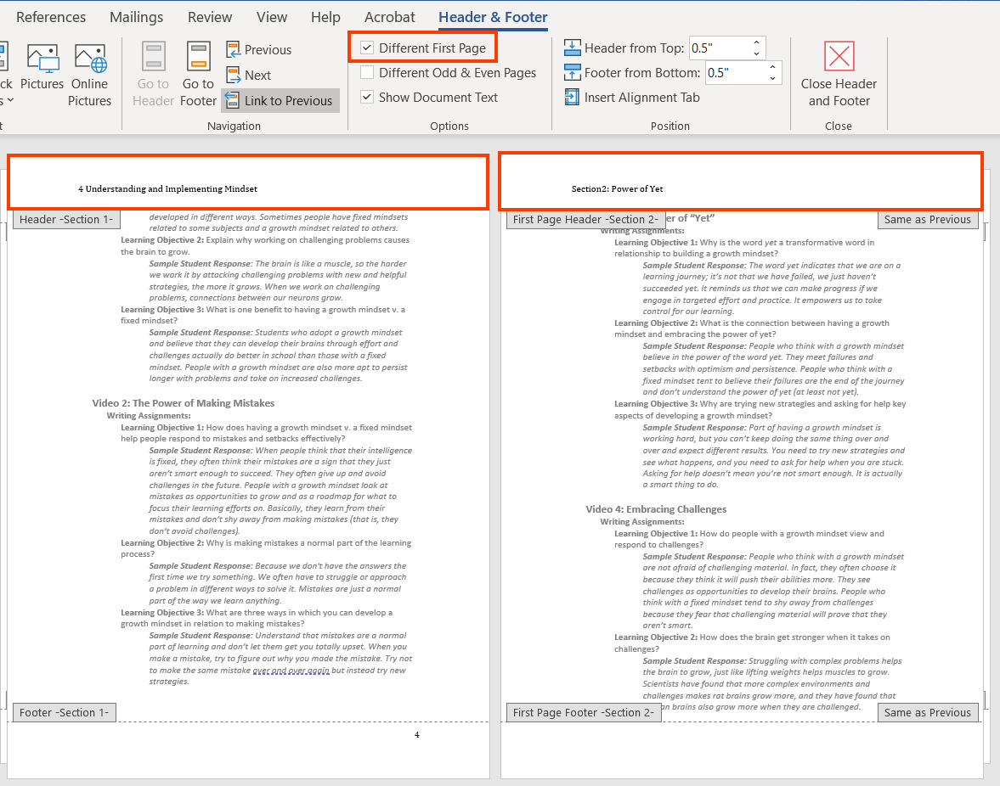 References Mailings Review View Help Acrobat Header & Footer
ck Pictures Online Pictures
Go to Header Go to Footer
Previous
Next
Link to Previous
Different First Page
Different Odd & Even Pages
Show Document Text
Header from Top: 0.5"
Footer from Bottom: 0.5"
Insert Alignment Tab
Close Header and Footer
Navigation Options Position Close
4 Understanding and Implementing Mindset
Header -Section 1-
developed in different ways. Sometimes people have fixed mindsets
related to some subjects and a growth mindset related to others.
Learning Objective 2: Explain why working on challenging problems causes
the brain to grow.
Sample Student Response: The brain is like a muscle, so the harder
we work it by attacking challenging problems with new and helpful
strategies, the more it grows. When we work on challenging
problems, connections between our neurons grow.
Learning Objective 3: What is one benefit to having a growth mindset v. a
fixed mindset?
Sample Student Response: Students who adopt a growth mindset
and believe that they can develop their brains through effort and
challenges actually do better in school than those with a fixed
mindset. People with a growth mindset are also more apt to persist
longer with problems and take on increased challenges.
Video 2: The Power of Making Mistakes
Writing Assignments:
Learning Objective 1: How does having a growth mindset v. a fixed mindset
help people respond to mistakes and setbacks effectively?
Sample Student Response: When people think that their intelligence
is fixed, they often think their mistakes are a sign that they just
aren't smart enough to succeed. They often give up and avoid
challenges in the future. People with a growth mindset look at
mistakes as opportunities to grow and as a roadmap for what to
focus their learning efforts on. Basically, they learn from their
mistakes and don't shy away from making mistakes (that is, they
don't avoid challenges).
Learning Objective 2: Why is making mistakes a normal part of the learning
process?
Sample Student Response: Because we don't have the answers the
first time we try something. We often have to struggle or approach
a problem in different ways to solve it. Mistakes are just a normal
part of the way we learn anything.
Learning Objective 3: What are three ways in which you can develop a
growth mindset in relation to making mistakes?
Sample Student Response: Understand that mistakes are a normal
part of learning and don't let them get you totally upset. When you
make a mistake, try to figure out why you made the mistake. Try not
to make the same mistake over and over again but instead try new
strategies.
Footer -Section 1-
4
Section2: Power of Yet
First Page Header -Section 2- er of “Yet” Same as Previous
Writing Assignments:
Learning Objective 1: Why is the word yet a transformative word in
relationship to building a growth mindset?
Sample Student Response: The word yet indicates that we are on a
learning journey; it's not that we have failed, we just haven't
succeeded yet. It reminds us that we can make progress if we
engage in targeted effort and practice. It empowers us to take
control for our learning.
Learning Objective 2: What is the connection between having a growth
mindset and embracing the power of yet?
Sample Student Response: People who think with a growth mindset
believe in the power of the word yet. They meet failures and
setbacks with optimism and persistence. People who think with a
fixed mindset tent to believe their failures are the end of the journey
and don't understand the power of yet (at least not yet).
Learning Objective 3: Why are trying new strategies and asking for help key
aspects of developing a growth mindset?
Sample Student Response: Part of having a growth mindset is
working hard, but you can't keep doing the same thing over and
over and expect different results. You need to try new strategies and
see what happens, and you need to ask for help when you are stuck.
Asking for help doesn't mean you're not smart enough. It is actually
a smart thing to do.
Video 4: Embracing Challenges
Writing Assignments:
Learning Objective 1: How do people with a growth mindset view and
respond to challenges?
Sample Student Response: People who think with a growth mindset
are not afraid of challenging material. In fact, they often choose it
because they think it will push their abilities more. They see
challenges as opportunities to develop their brains. People who
think with a fixed mindset tend to shy away from challenges
because they fear that challenging material will prove that they
aren't smart.
Learning Objective 2: How does the brain get stronger when it takes on
challenges?
Sample Student Response: Struggling with complex problems helps
the brain to grow, just like lifting weights helps muscles to grow.
Scientists have found that more complex environments and
challenges makes rat brains grow more, and they have found that
an brains also grow more when they are challenged.
First Page Footer -Section 2- Same as Previous